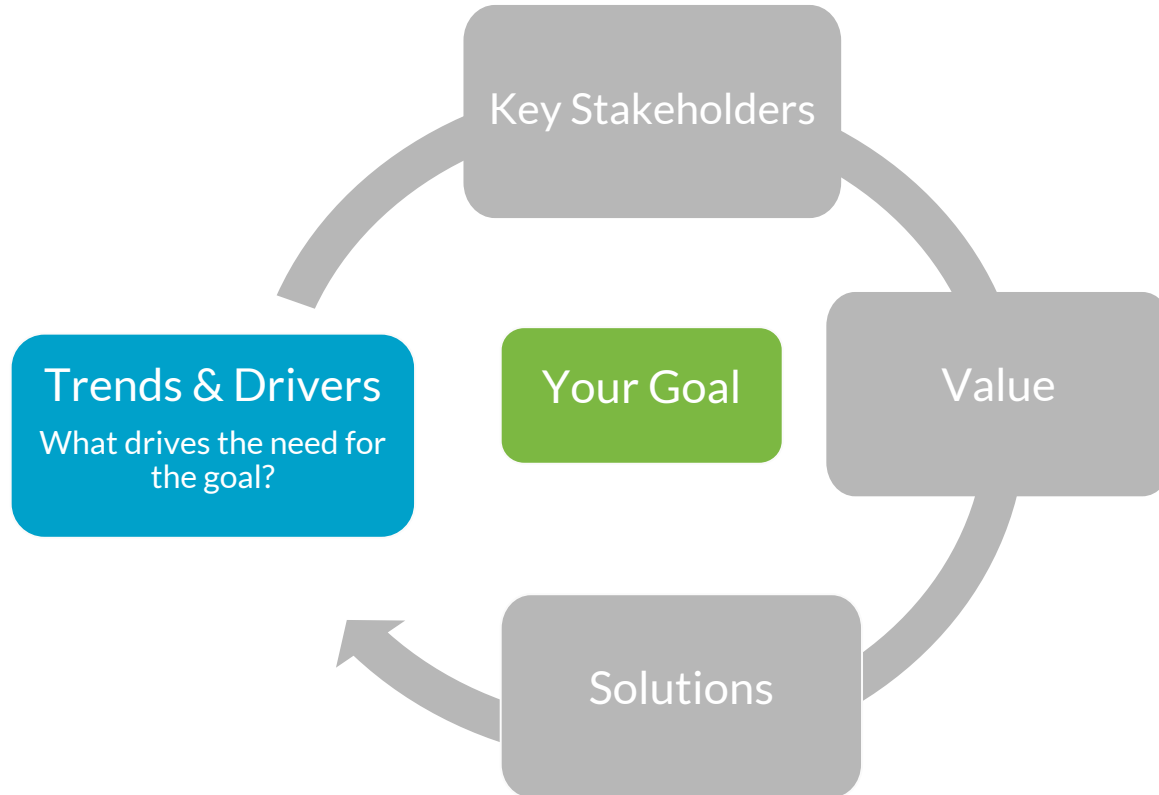 Key Stakeholders
Trends & Drivers
What drives the need for
the goal?
Your Goal
Value
Solutions